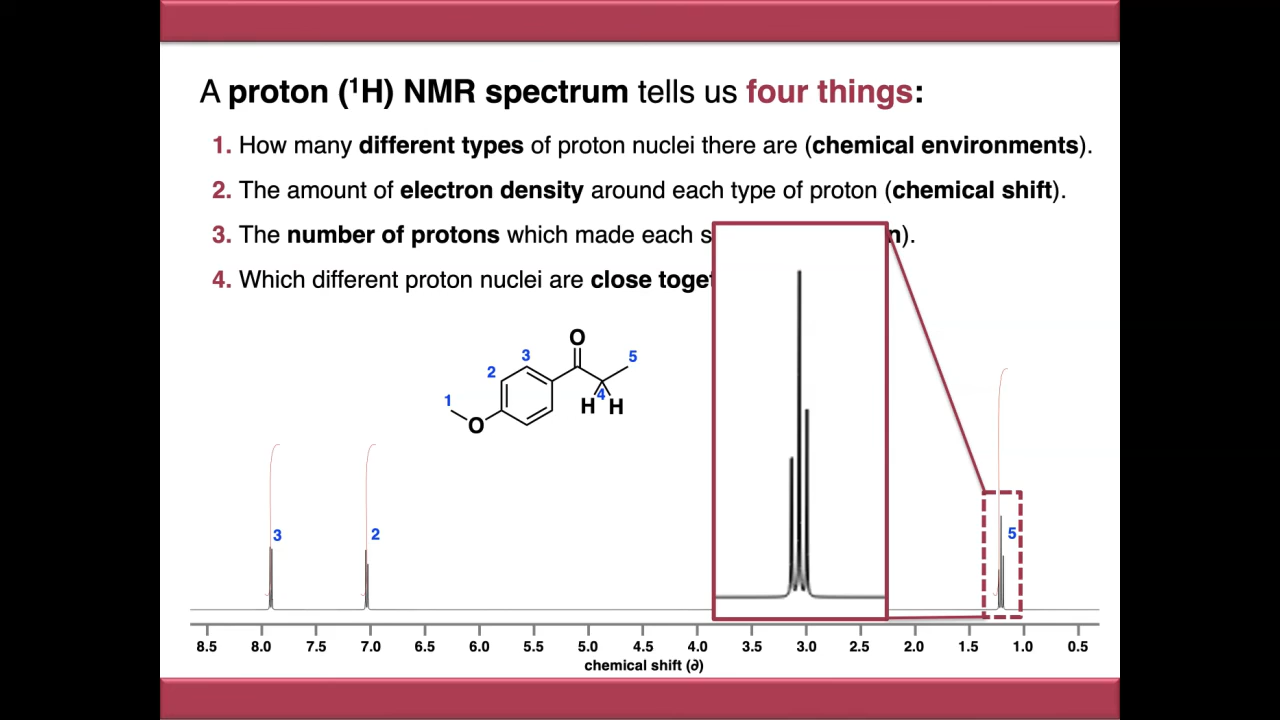 A proton (¹H) NMR spectrum tells us four things:
1. How many different types of proton nuclei there are (chemical environments).
2. The amount of electron density around each type of proton (chemical shift).
3. The number of protons which made each s n).
4. Which different proton nuclei are close toge
O
3
5
2
4
1
H H
O
3
2
5
8.5 8.0 7.5 7.0 6.5 6.0 5.5 5.0 4.5 4.0 3.5 3.0 2.5 2.0 1.5 1.0 0.5
chemical shift (∂)